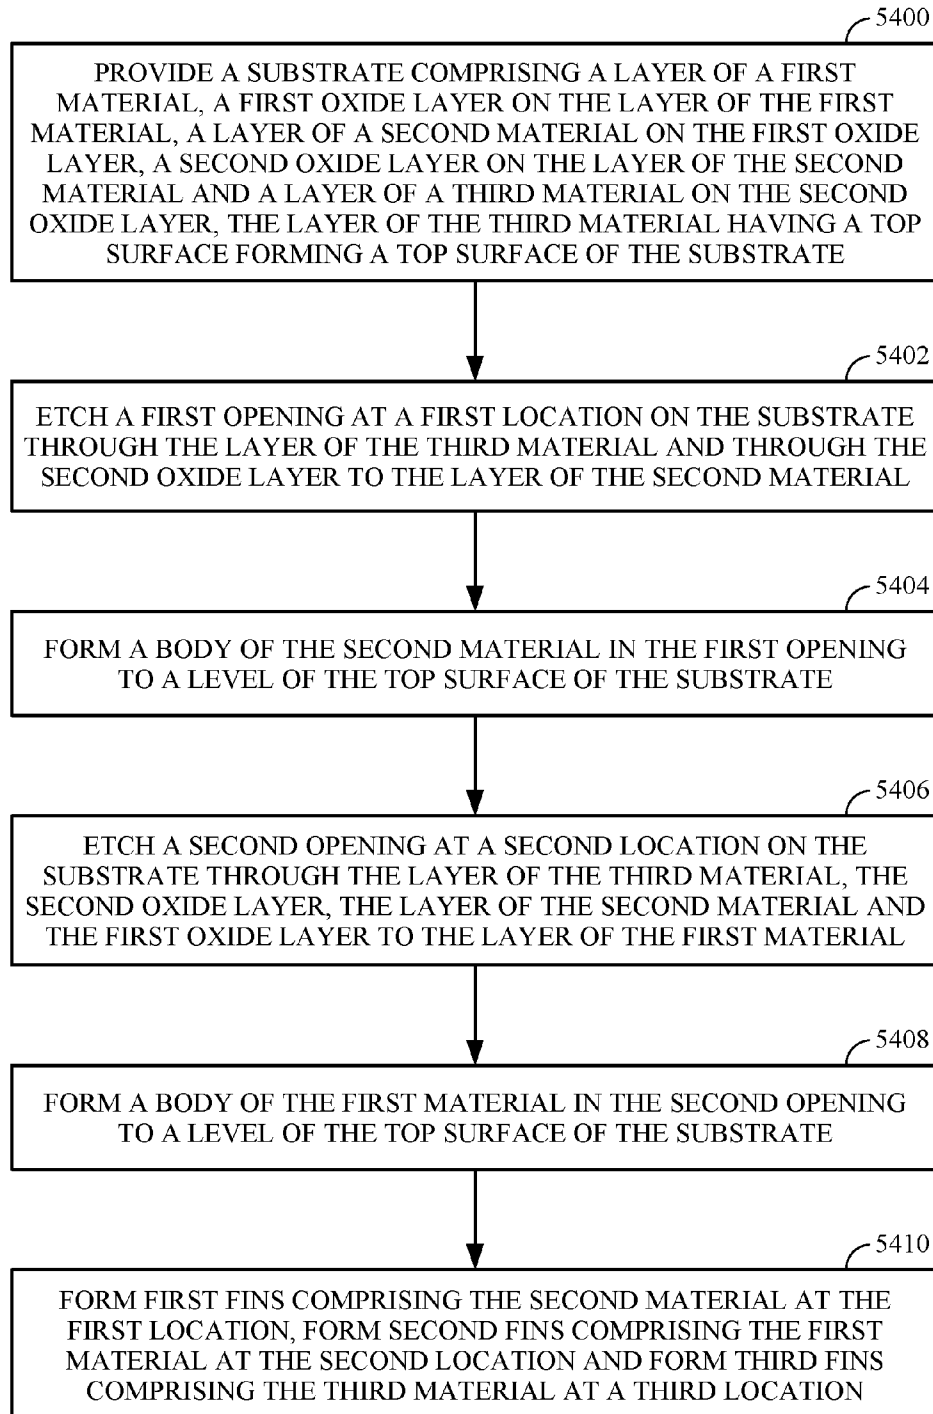 5400
PROVIDE A SUBSTRATE COMPRISING A LAYER OF A FIRST
MATERIAL, A FIRST OXIDE LAYER ON THE LAYER OF THE FIRST
MATERIAL, A LAYER OF A SECOND MATERIAL ON THE FIRST OXIDE
LAYER, A SECOND OXIDE LAYER ON THE LAYER OF THE SECOND
MATERIAL AND A LAYER OF A THIRD MATERIAL ON THE SECOND
OXIDE LAYER, THE LAYER OF THE THIRD MATERIAL HAVING A TOP
SURFACE FORMING A TOP SURFACE OF THE SUBSTRATE
5402
ETCH A FIRST OPENING AT A FIRST LOCATION ON THE SUBSTRATE
THROUGH THE LAYER OF THE THIRD MATERIAL AND THROUGH THE
SECOND OXIDE LAYER TO THE LAYER OF THE SECOND MATERIAL
5404
FORM A BODY OF THE SECOND MATERIAL IN THE FIRST OPENING
TO A LEVEL OF THE TOP SURFACE OF THE SUBSTRATE
5406
ETCH A SECOND OPENING AT A SECOND LOCATION ON THE
SUBSTRATE THROUGH THE LAYER OF THE THIRD MATERIAL, THE
SECOND OXIDE LAYER, THE LAYER OF THE SECOND MATERIAL AND
THE FIRST OXIDE LAYER TO THE LAYER OF THE FIRST MATERIAL
5408
FORM A BODY OF THE FIRST MATERIAL IN THE SECOND OPENING
TO A LEVEL OF THE TOP SURFACE OF THE SUBSTRATE
5410
FORM FIRST FINS COMPRISING THE SECOND MATERIAL AT THE
FIRST LOCATION, FORM SECOND FINS COMPRISING THE FIRST
MATERIAL AT THE SECOND LOCATION AND FORM THIRD FINS
COMPRISING THE THIRD MATERIAL AT A THIRD LOCATION